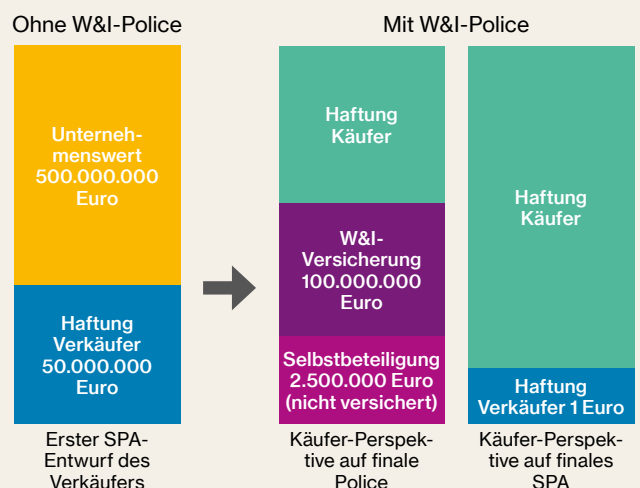 Ohne W&I-Police
Mit W&I-Police
Unterneh-
menswert
500.000.000
Euro
Haftung
Verkäufer
50.000.000
Euro
Erster SPA-
Entwurf des
Verkäufers
Haftung
Käufer
W&I-
Versicherung
100.000.000
Euro
Selbstbeteiligung
2.500.000 Euro
(nicht versichert)
Käufer-Perspek-
tive auf finale
Police
Haftung
Käufer
Haftung
Verkäufer 1 Euro
Käufer-Perspek-
tive auf finales
SPA